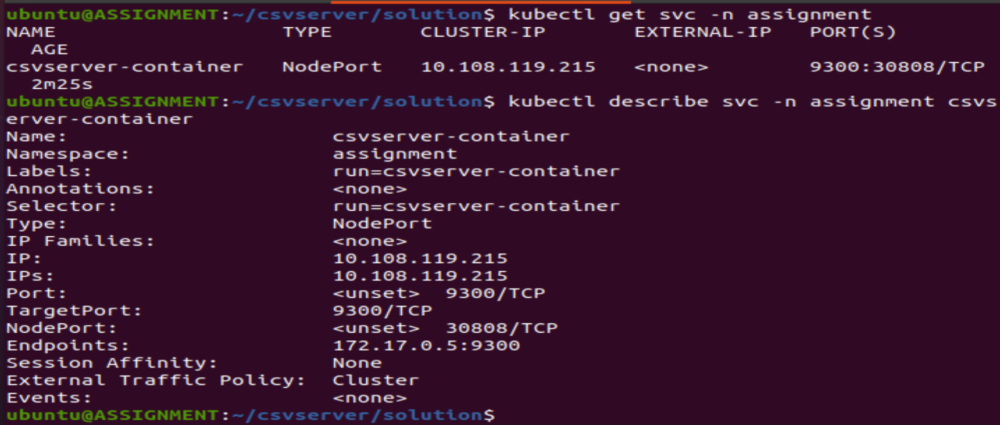 ubuntu@ASSIGNMENT:~/csvserver/solution$ kubectl get svc -n assignment
NAME                  TYPE       CLUSTER-IP       EXTERNAL-IP   PORT(S)
  AGE
csvserver-container   NodePort   10.108.119.215   <none>        9300:30808/TCP
  2m25s
ubuntu@ASSIGNMENT:~/csvserver/solution$ kubectl describe svc -n assignment csvs
erver-container
Name:                     csvserver-container
Namespace:                assignment
Labels:                   run=csvserver-container
Annotations:              <none>
Selector:                 run=csvserver-container
Type:                     NodePort
IP Families:              <none>
IP:                       10.108.119.215
IPs:                      10.108.119.215
Port:                     <unset>  9300/TCP
TargetPort:               9300/TCP
NodePort:                 <unset>  30808/TCP
Endpoints:                172.17.0.5:9300
Session Affinity:         None
External Traffic Policy:  Cluster
Events:                   <none>
ubuntu@ASSIGNMENT:~/csvserver/solution$